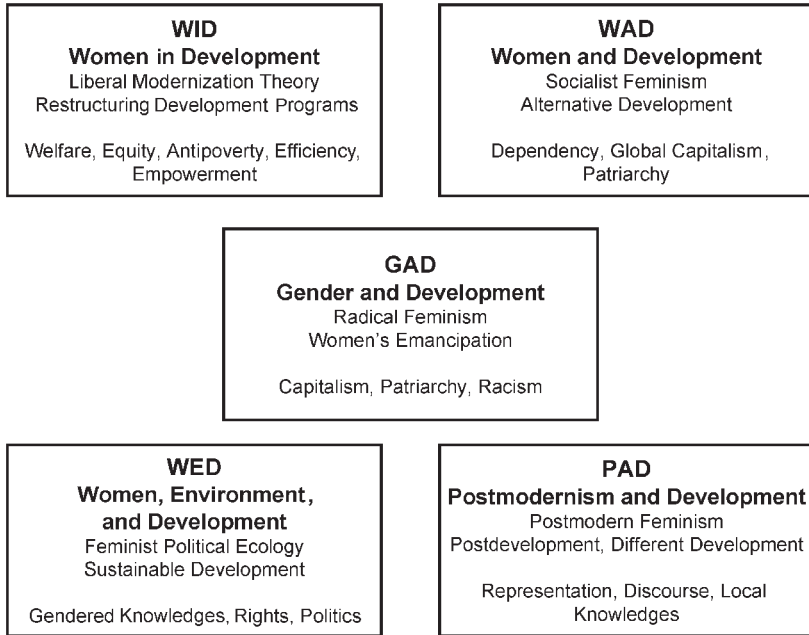 WID
Women in Development
Liberal Modernization Theory
Restructuring Development Programs
Welfare, Equity, Antipoverty, Efficiency,
Empowerment
WAD
Women and Development
Socialist Feminism
Alternative Development
Dependency, Global Capitalism,
Patriarchy
GAD
Gender and Development
Radical Feminism
Women's Emancipation
Capitalism, Patriarchy, Racism
WED
Women, Environment,
and Development
Feminist Political Ecology
Sustainable Development
Gendered Knowledges, Rights, Politics
PAD
Postmodernism and Development
Postmodern Feminism
Postdevelopment, Different Development
Representation, Discourse, Local
Knowledges